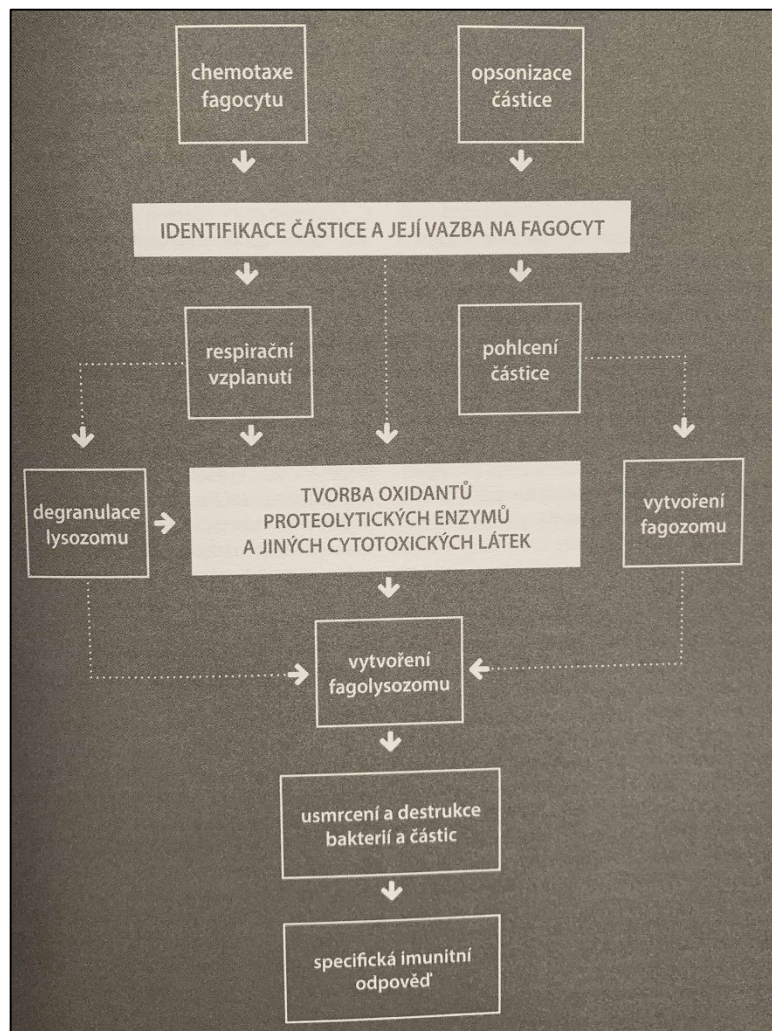 chemotaxe
fagocytu
opsonizace
částice
IDENTIFIKACE ČÁSTICE A JEJÍ VAZBA NA FAGOCYT
respirační
vzplanutí
pohlcení
částice
degranulace
lysozomu
TVORBA OXIDANTŮ
PROTEOLYTICKÝCH ENZYMŮ
A JINÝCH CYTOTOXICKÝCH LÁTEK
vytvoření
fagozomu
vytvoření
fagolysozomu
usmrcení a destrukce
bakterií a částic
specifická imunitní
odpověď